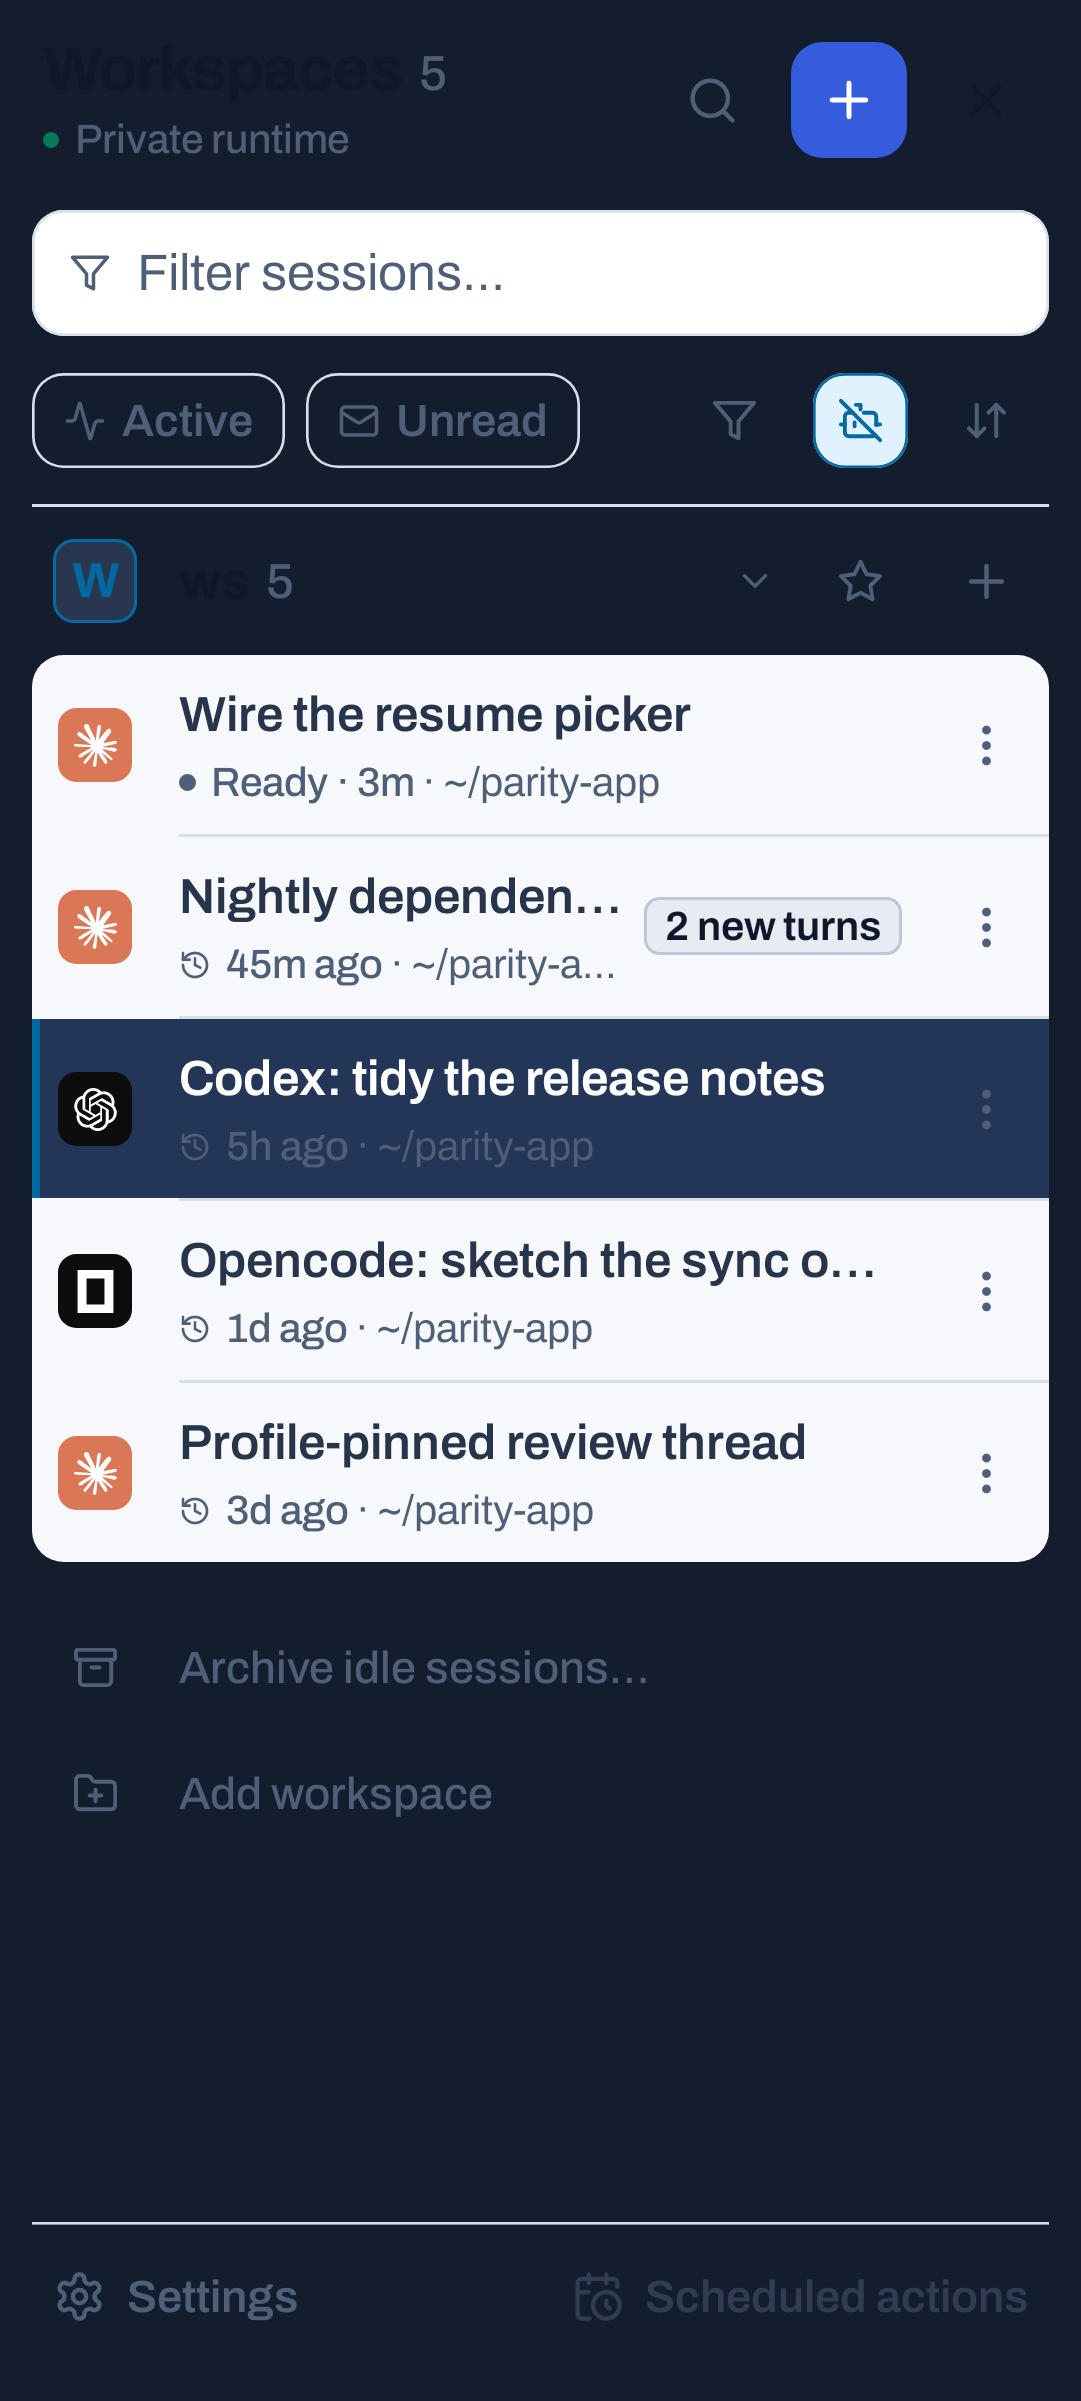 Workspaces 5
Private runtime
Filter sessions...
Active
Unread
W ws 5
Wire the resume picker
Ready · 3m · ~/parity-app
Nightly dependen...
2 new turns
45m ago · ~/parity-a...
Codex: tidy the release notes
5h ago · ~/parity-app
Opencode: sketch the sync o...
1d ago · ~/parity-app
Profile-pinned review thread
3d ago · ~/parity-app
Archive idle sessions...
Add workspace
Settings
Scheduled actions